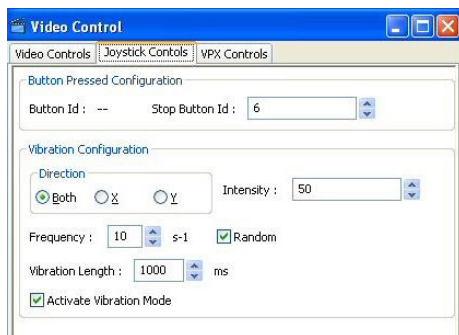 Video Control
Video Controls Joystick Contols VPX Controls
Button Pressed Configuration
Button Id : -- Stop Button Id : 6
Vibration Configuration
Direction
Both X Y Intensity : 50
Frequency : 10 s-1 Random
Vibration Length : 1000 ms
Activate Vibration Mode